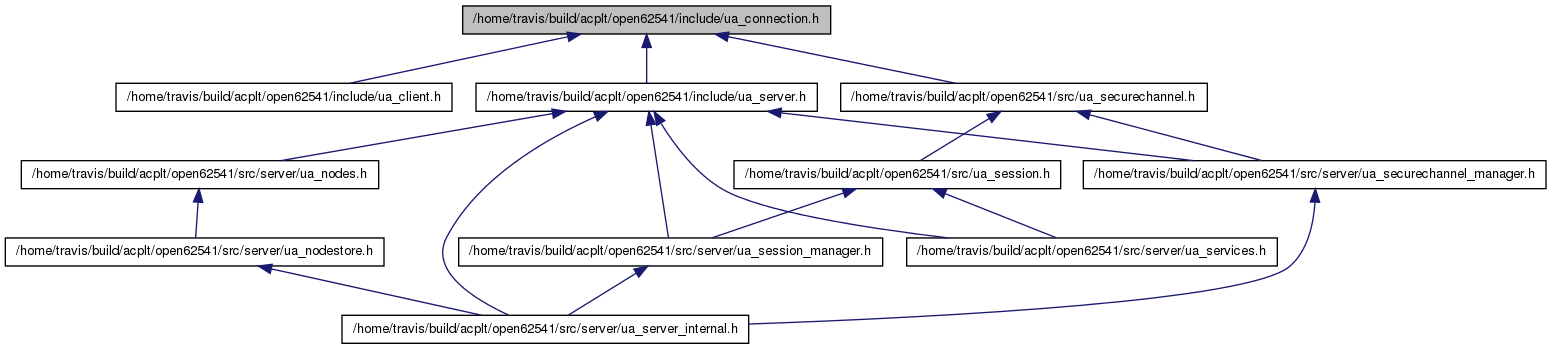 /home/travis/build/acplt/open62541/include/ua_connection.h
/home/travis/build/acplt/open62541/include/ua_client.h
/home/travis/build/acplt/open62541/include/ua_server.h
/home/travis/build/acplt/open62541/src/ua_securechannel.h
/home/travis/build/acplt/open62541/src/server/ua_nodes.h
/home/travis/build/acplt/open62541/src/ua_session.h
/home/travis/build/acplt/open62541/src/server/ua_securechannel_manager.h
/home/travis/build/acplt/open62541/src/server/ua_nodestore.h
/home/travis/build/acplt/open62541/src/server/ua_session_manager.h
/home/travis/build/acplt/open62541/src/server/ua_services.h
/home/travis/build/acplt/open62541/src/server/ua_server_internal.h